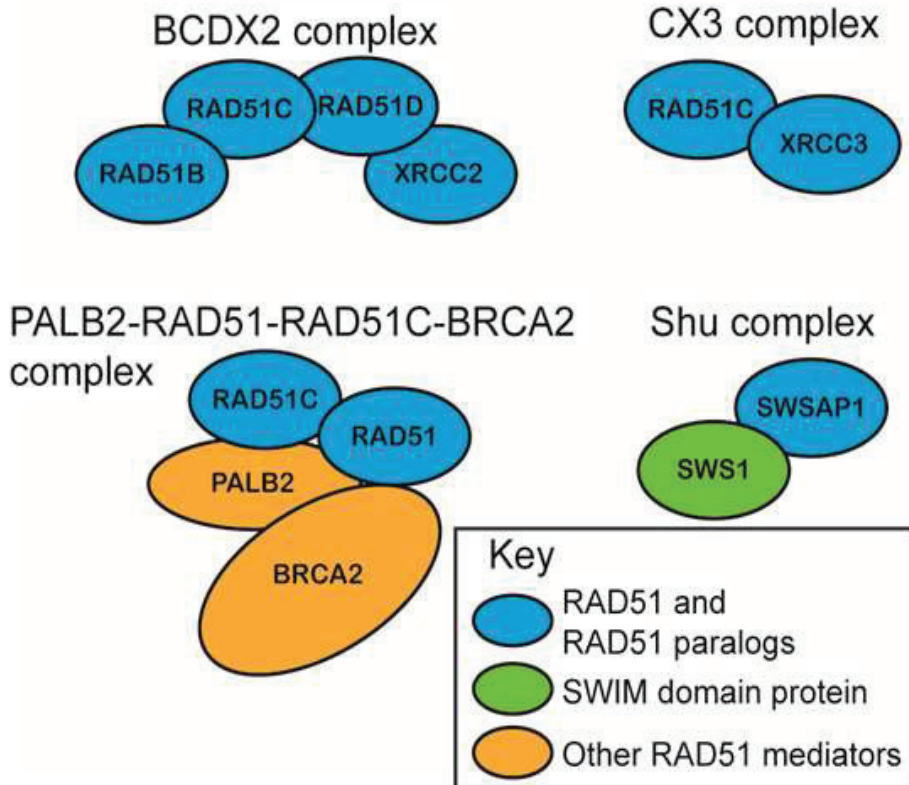 BCDX2 complex
RAD51C
RAD51D
RAD51B
XRCC2
CX3 complex
RAD51C
XRCC3
PALB2-RAD51-RAD51C-BRCA2
complex
RAD51C
RAD51
PALB2
BRCA2
Shu complex
SWSAP1
SWS1
Key
RAD51 and
RAD51 paralogs
SWIM domain protein
Other RAD51 mediators